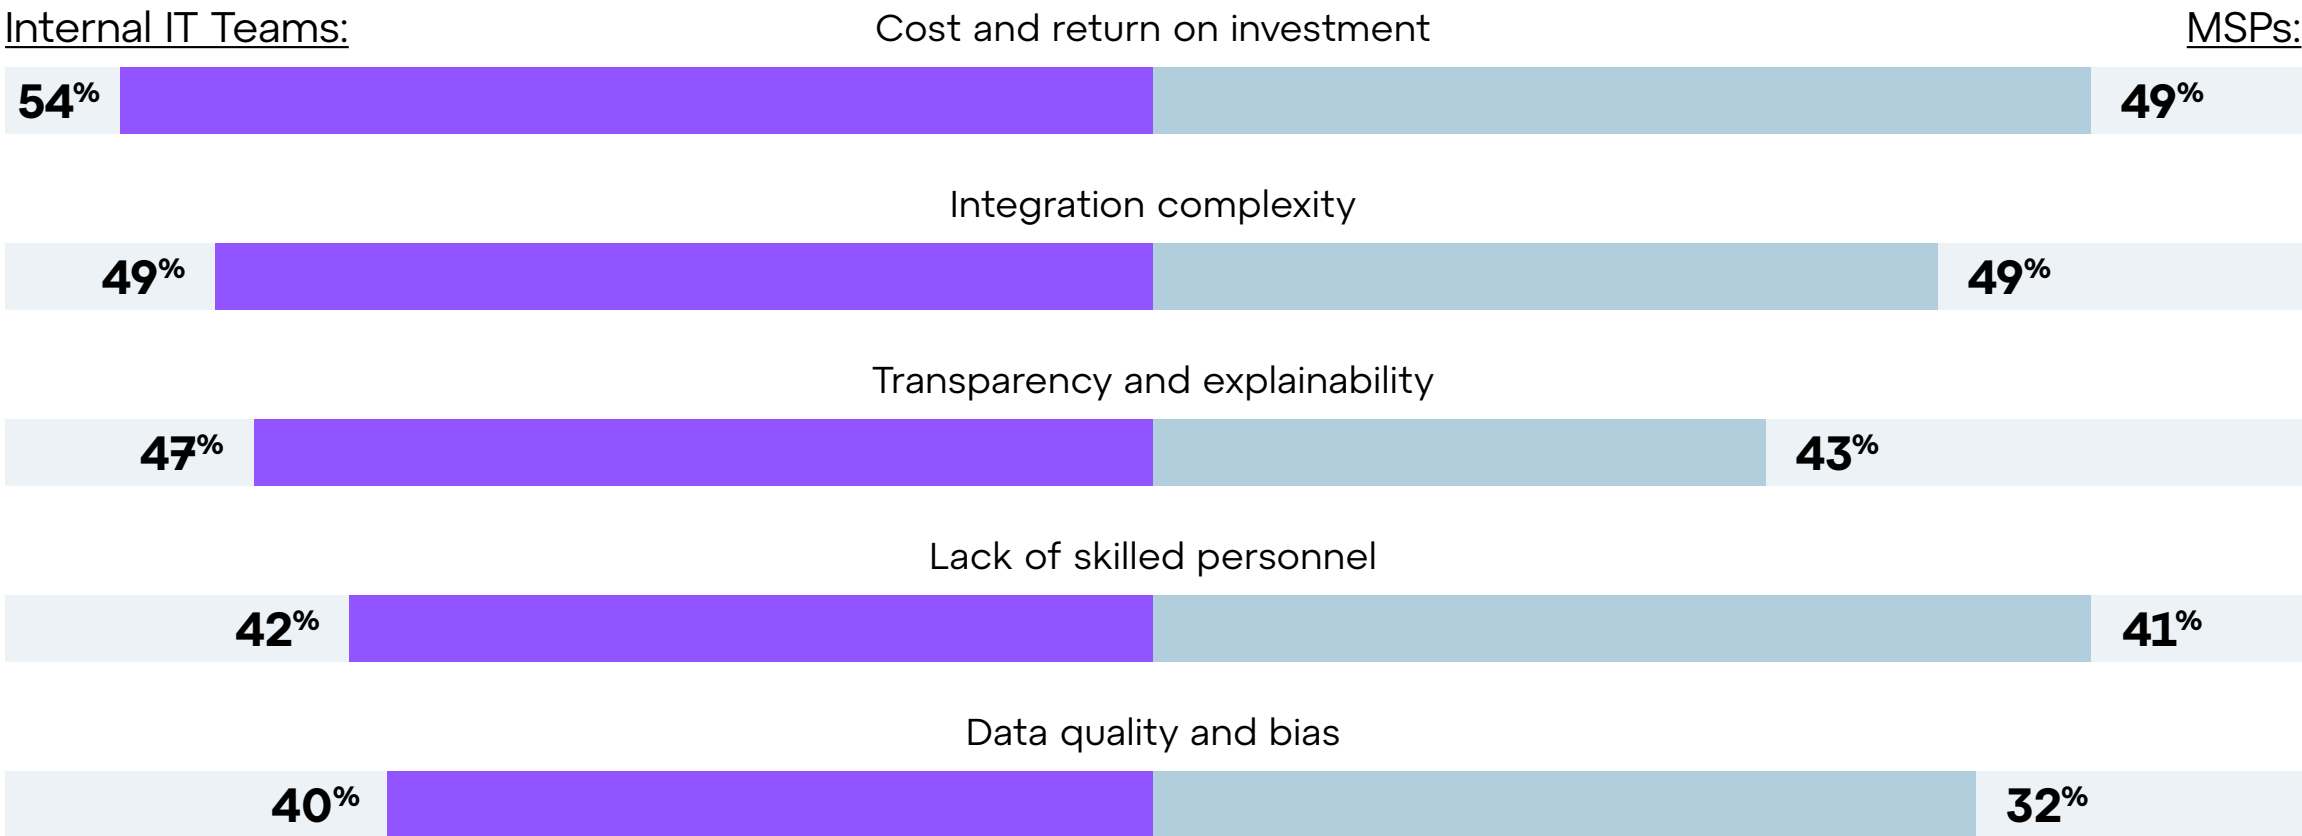 Internal IT Teams: Cost and return on investment MSPs:
54% 49%
Integration complexity
49% 49%
Transparency and explainability
47% 43%
Lack of skilled personnel
42% 41%
Data quality and bias
40% 32%